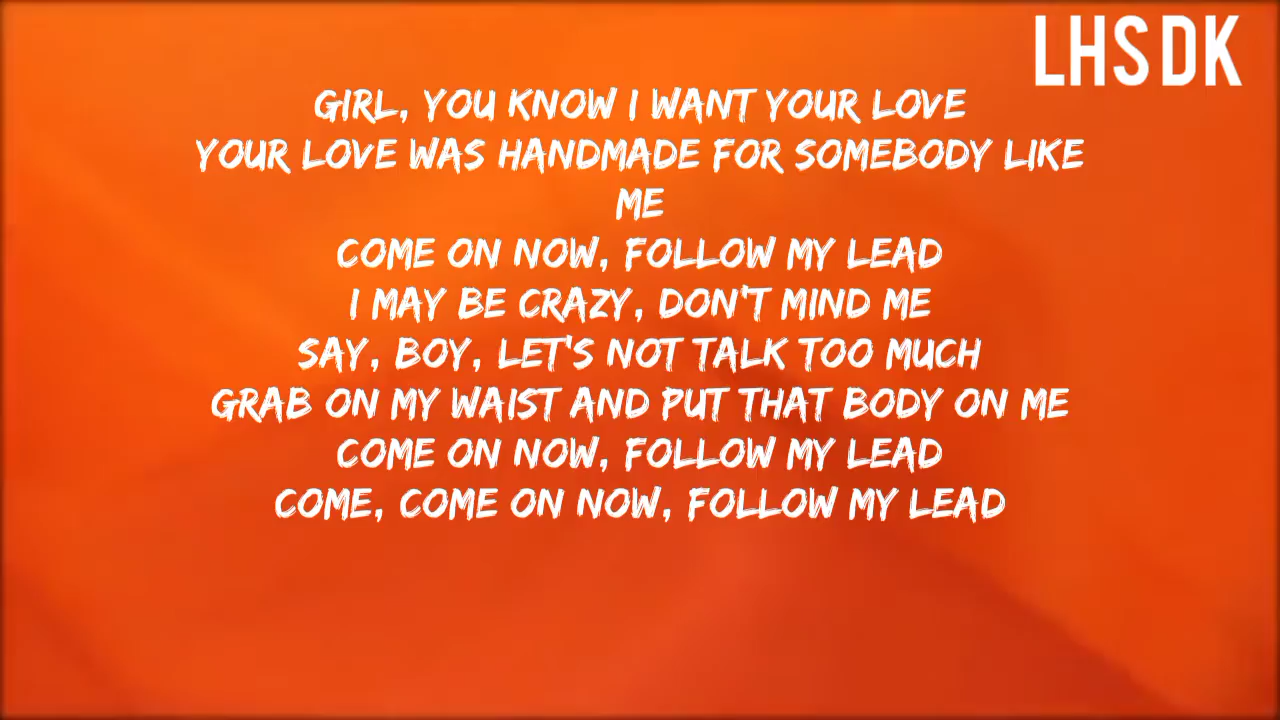 LHSDK
GIRL, YOU KNOW I WANT YOUR LOVE
YOUR LOVE WAS HANDMADE FOR SOMEBODY LIKE
ME
COME ON NOW, FOLLOW MY LEAD
I MAY BE CRAZY, DON'T MIND ME
SAY, BOY, LET'S NOT TALK TOO MUCH
GRAB ON MY WAIST AND PUT THAT BODY ON ME
COME ON NOW, FOLLOW MY LEAD
COME, COME ON NOW, FOLLOW MY LEAD